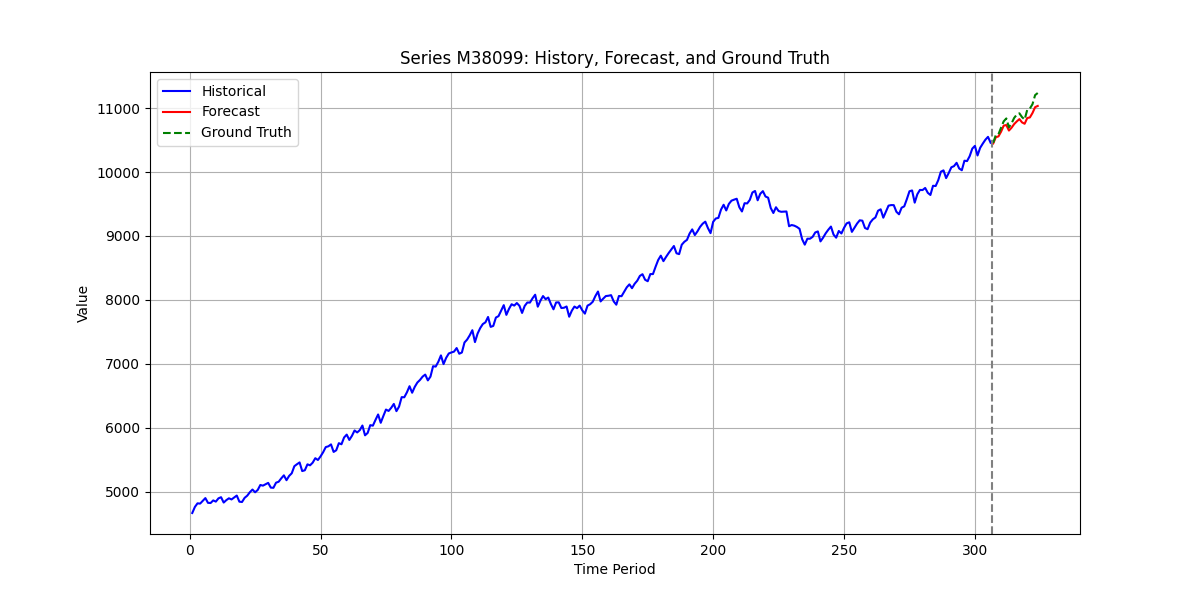 Series M38099: History, Forecast, and Ground Truth
Historical
Forecast
Ground Truth
11000
10000
9000
8000
7000
6000
5000
Value
0 50 100 150 200 250 300
Time Period